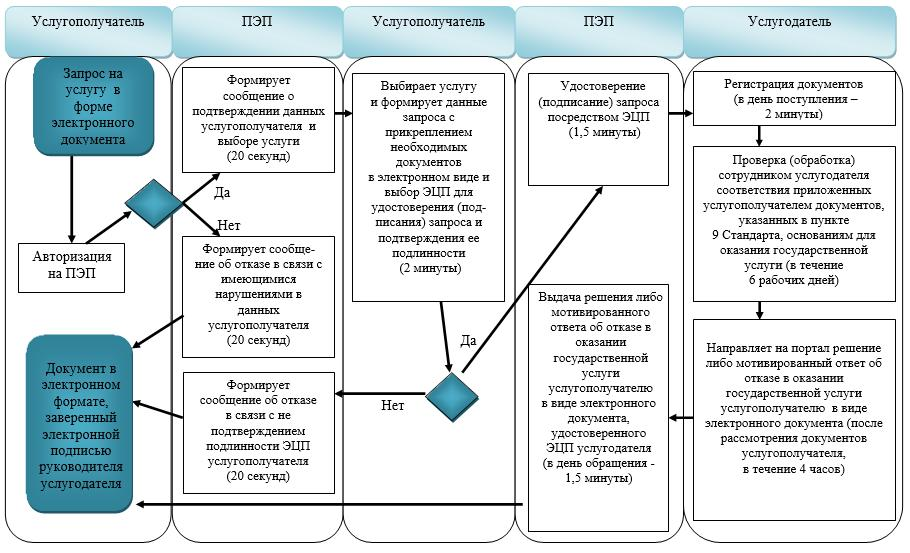 Услугополучатель
ПЭП
Услугополучатель
ПЭП
Услугодатель
Запрос на
услугу в
форме
электронного
документа
Авторизация
на ПЭП
Документ в
электронном
формате,
заверенный
электронной
подписью
руководителя
услугодателя
Формирует
сообщение о
подтверждении данных
услугополучателя и
выборе услуги
(20 секунд)
Да
Нет
Формирует сообще-
ние об отказе в связи с
имеющимися
нарушениями в
данных
услугополучателя
(20 секунд)
Формирует
сообщение об отказе
в связи с не
подтверждением
подлинности ЭЦП
услугополучателя
(20 секунд)
Выбирает услугу
и формирует данные
запроса с
прикреплением
необходимых
документов
в электронном виде и
выбор ЭЦП для
удостоверения (под-
писания) запроса и
подтверждения ее
подлинности
(2 минуты)
Да
Нет
Удостоверение
(подписание) запроса
посредством ЭЦП
(1,5 минуты)
Выдача решения либо
мотивированного
ответа об отказе в
оказании
государственной
услуги
услугополучателю
в виде электронного
документа,
удостоверенного
ЭЦП услугодателя
(в день обращения -
1,5 минуты)
Регистрация документов
(в день поступления –
2 минуты)
Проверка (обработка)
сотрудником услугодателя
соответствия приложенных
услугополучателем документов,
указанных в пункте
9 Стандарта, основаниям для
оказания государственной
услуги (в течение
6 рабочих дней)
Направляет на портал решение
либо мотивированный ответ об
отказе в оказании
государственной услуги
услугополучателю в виде
электронного документа (после
рассмотрения документов
услугополучателя,
в течение 4 часов)